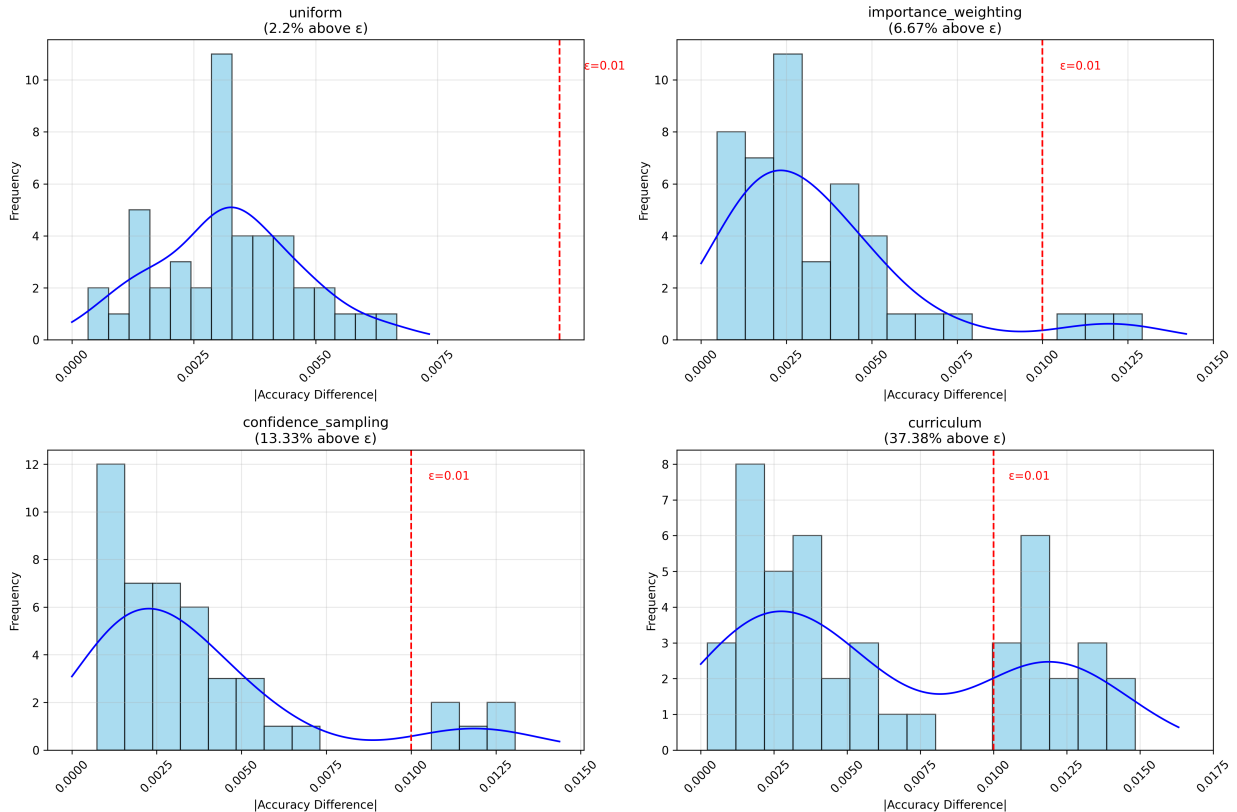 uniform
(2.2% above ε)
ε=0.01
10
8
6
4
2
0
Frequency
0.0000
0.0025
0.0050
0.0075
|Accuracy Difference|
importance_weighting
(6.67% above ε)
ε=0.01
10
8
6
4
2
0
Frequency
0.0000
0.0025
0.0050
0.0075
0.0100
0.0125
0.0150
|Accuracy Difference|
confidence_sampling
(13.33% above ε)
ε=0.01
12
10
8
6
4
2
0
Frequency
0.0000
0.0025
0.0050
0.0075
0.0100
0.0125
0.0150
|Accuracy Difference|
curriculum
(37.38% above ε)
ε=0.01
8
7
6
5
4
3
2
1
0
Frequency
0.0000
0.0025
0.0050
0.0075
0.0100
0.0125
0.0150
0.0175
|Accuracy Difference|